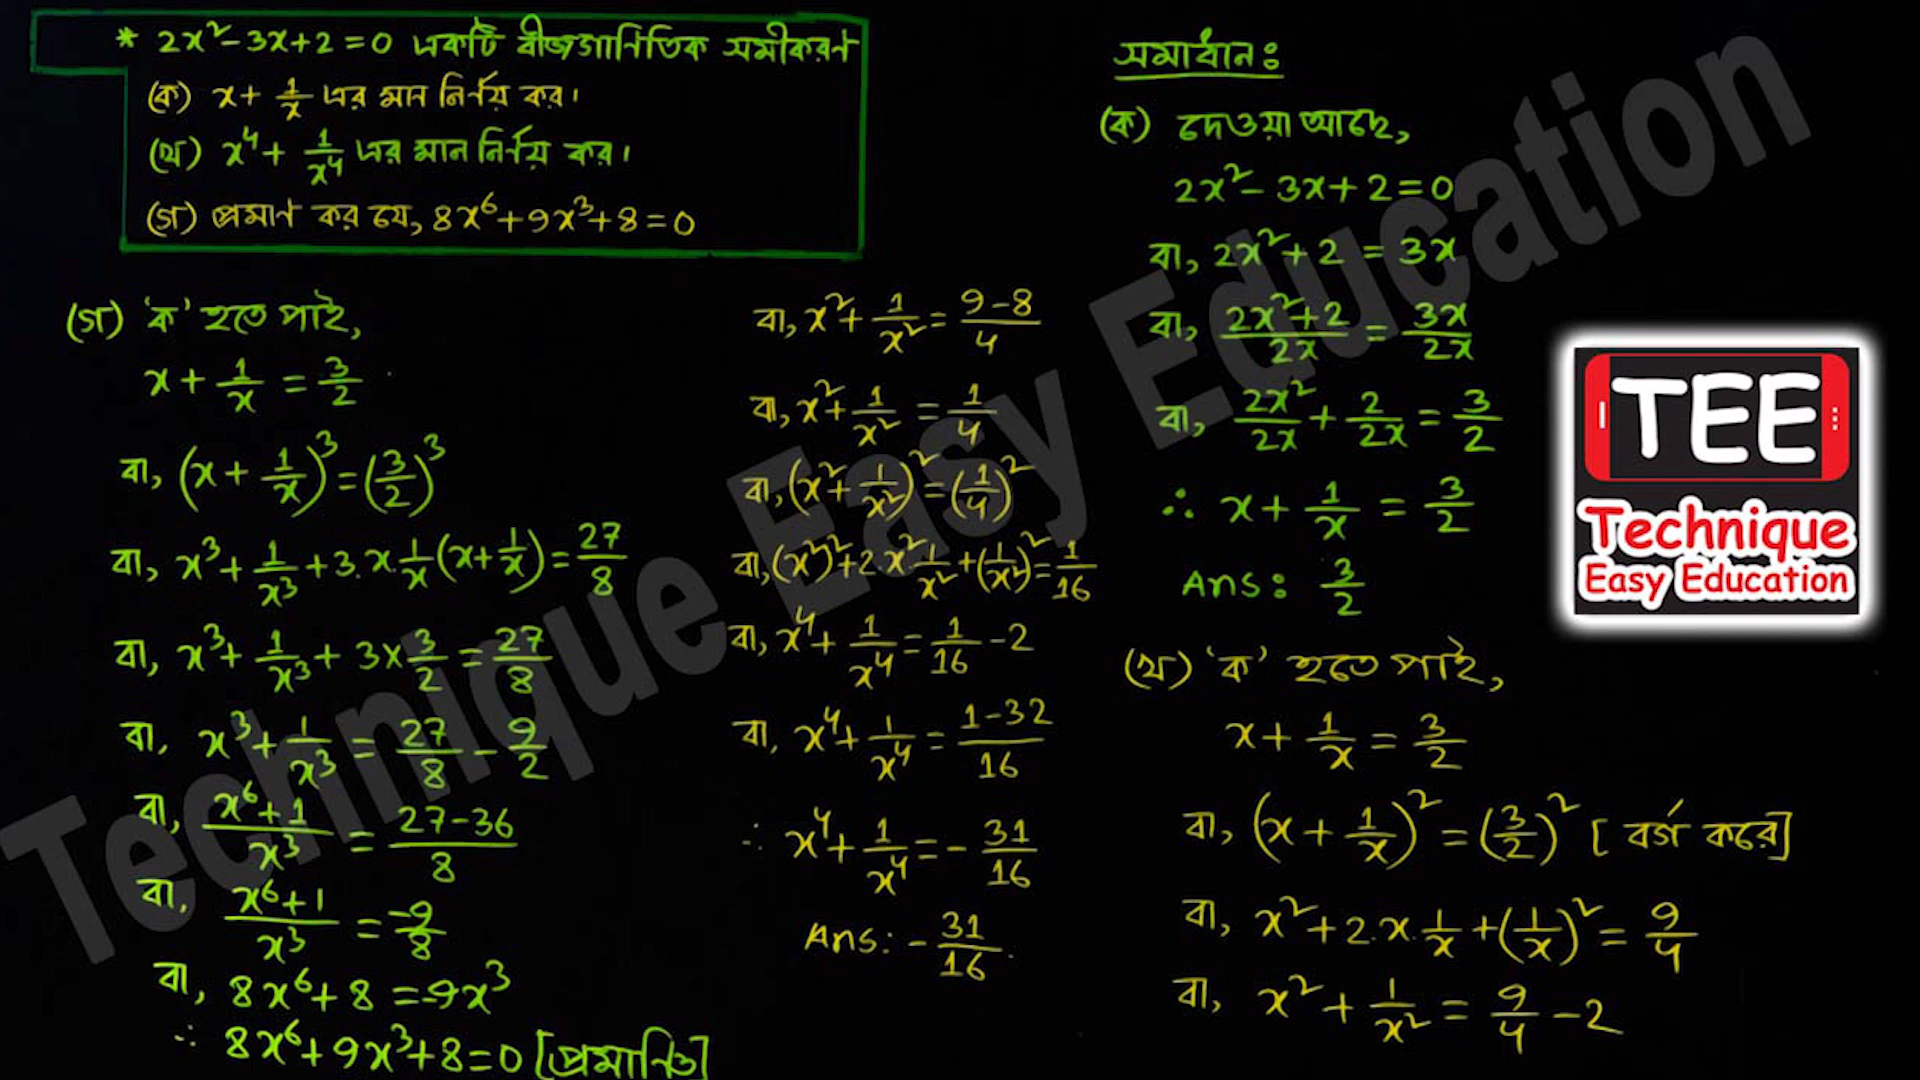 * 2x² - 3x + 2 = 0 একটি বীজগাণিতিক সমীকরণ
(ক) x + 1/x এর মান নির্ণয় কর।
(খ) x⁴ + 1/x⁴ এর মান নির্ণয় কর।
(গ) প্রমাণ কর যে, 8x⁶ + 9x³ + 8 = 0
সমাধান:
(ক) দেওয়া আছে,
2x² - 3x + 2 = 0
বা, 2x² + 2 = 3x
বা, (2x² + 2)/2x = 3x/2x
বা, 2x²/2x + 2/2x = 3/2
∴ x + 1/x = 3/2
Ans: 3/2
(খ) 'ক' হতে পাই,
x + 1/x = 3/2
বা, (x + 1/x)² = (3/2)² [বর্গ করে]
বা, x² + 2.x.1/x + (1/x)² = 9/4
বা, x² + 1/x² = 9/4 - 2
বা, x² + 1/x² = (9-8)/4
বা, x² + 1/x² = 1/4
বা, (x² + 1/x²)² = (1/4)²
বা, (x²)² + 2.x².1/x² + (1/x²)² = 1/16
বা, x⁴ + 1/x⁴ = 1/16 - 2
বা, x⁴ + 1/x⁴ = (1-32)/16
∴ x⁴ + 1/x⁴ = - 31/16
Ans: - 31/16
(গ) 'ক' হতে পাই,
x + 1/x = 3/2
বা, (x + 1/x)³ = (3/2)³
বা, x³ + 1/x³ + 3.x.1/x (x + 1/x) = 27/8
বা, x³ + 1/x³ + 3 × 3/2 = 27/8
বা, x³ + 1/x³ = 27/8 - 9/2
বা, (x⁶ + 1)/x³ = (27-36)/8
বা, (x⁶ + 1)/x³ = -9/8
বা, 8x⁶ + 8 = -9x³
∴ 8x⁶ + 9x³ + 8 = 0 [প্রমাণিত]
TEE
Technique
Easy Education
Technique Easy Education